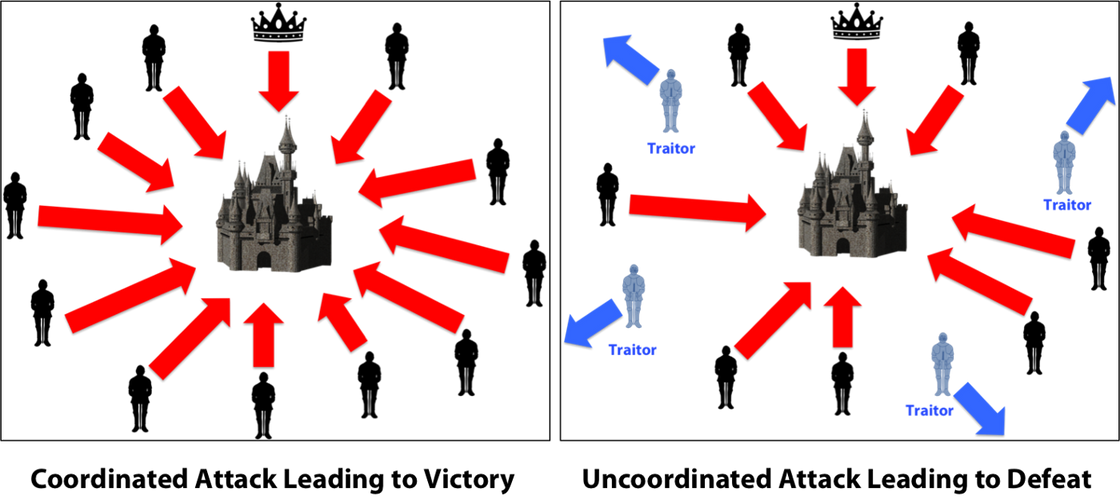 Traitor
Traitor
Traitor
Traitor
Coordinated Attack Leading to Victory
Uncoordinated Attack Leading to Defeat